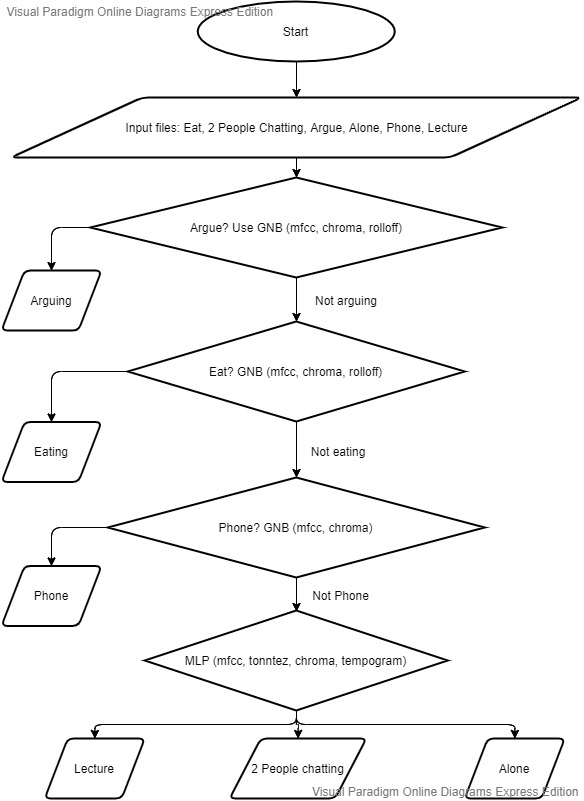 Visual Paradigm Online Diagrams Express Edition
Start
Input files: Eat, 2 People Chatting, Argue, Alone, Phone, Lecture
Argue? Use GNB (mfcc, chroma, rolloff)
Arguing
Not arguing
Eat? GNB (mfcc, chroma, rolloff)
Eating
Not eating
Phone? GNB (mfcc, chroma)
Phone
Not Phone
MLP (mfcc, tonntez, chroma, tempogram)
Lecture
2 People chatting
Alone
Visual Paradigm Online Diagrams Express Edition